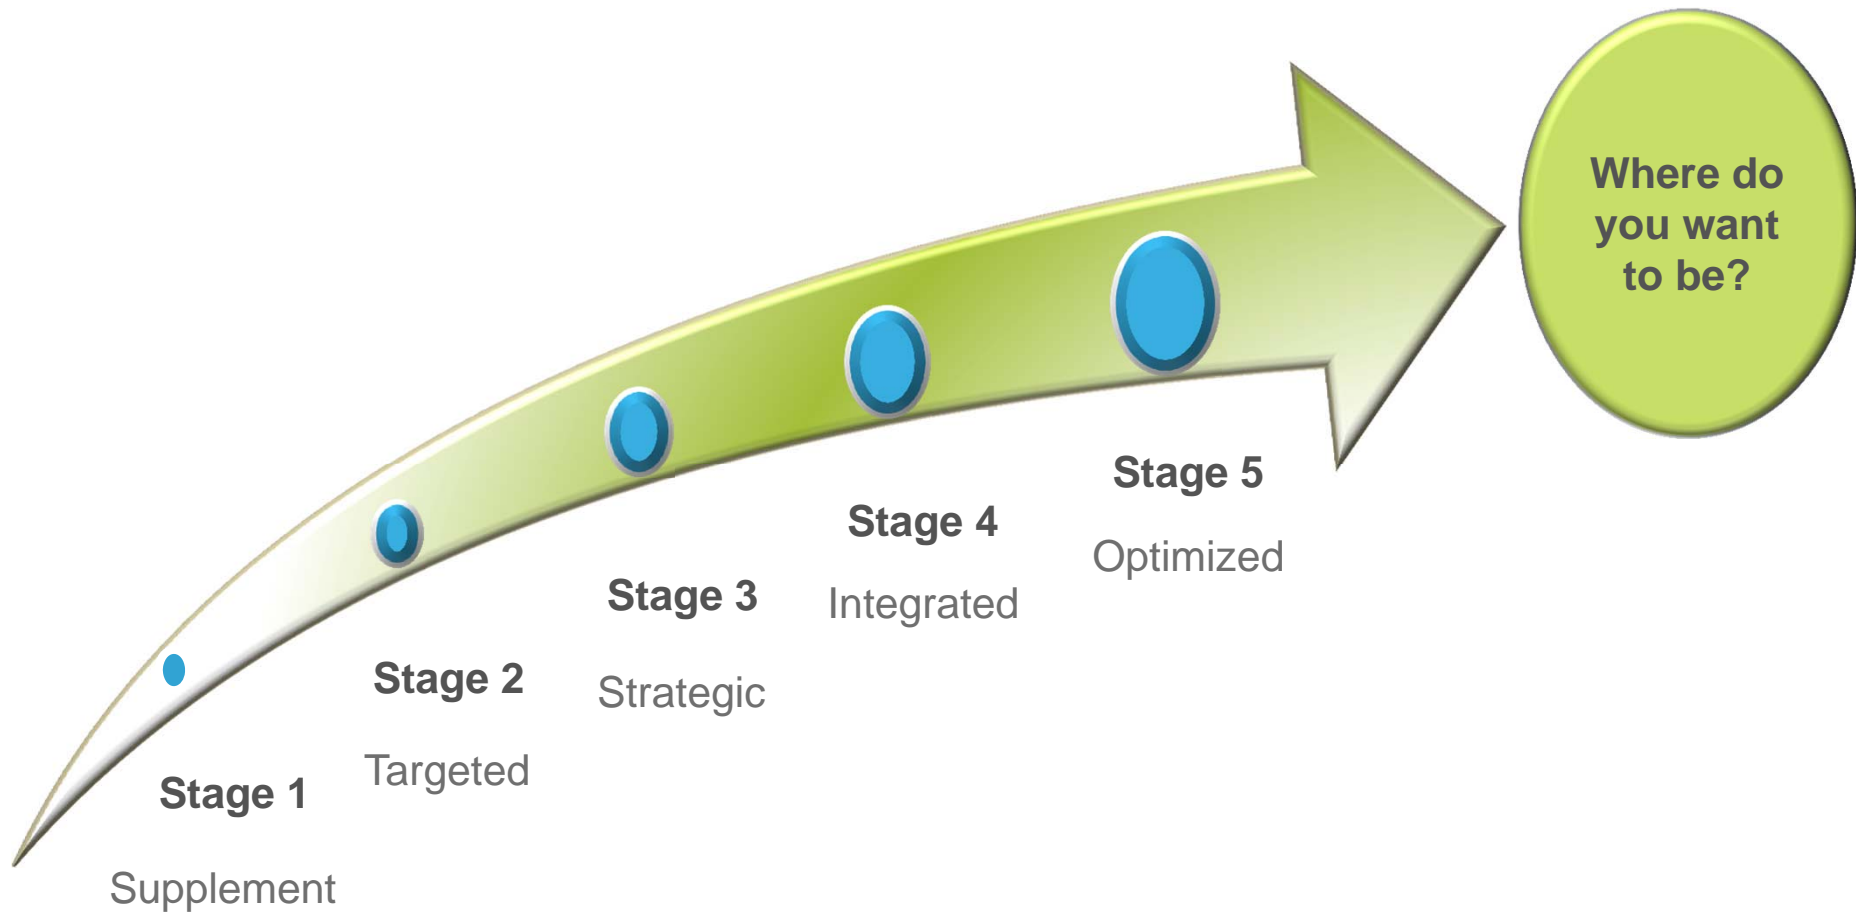 Where do
you want
to be?
Stage 5
Optimized
Stage 4
Integrated
Stage 3
Strategic
Stage 2
Targeted
Stage 1
Supplement